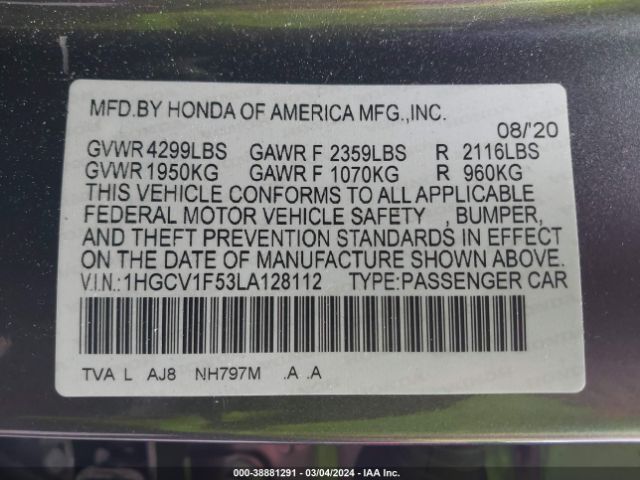 MFD.BY HONDA OF AMERICA MFG.,INC.
08/'20
GVWR 4299LBS GAWR F 2359LBS R 2116LBS
GVWR 1950KG GAWR F 1070KG R 960KG
THIS VEHICLE CONFORMS TO ALL APPLICABLE
FEDERAL MOTOR VEHICLE SAFETY , BUMPER,
AND THEFT PREVENTION STANDARDS IN EFFECT
ON THE DATE OF MANUFACTURE SHOWN ABOVE.
V.I.N.:1HGCV1F53LA128112 TYPE:PASSENGER CAR
TVA L AJ8 NH797M .A .A
000-38881291 - 03/04/2024 - IAA Inc.